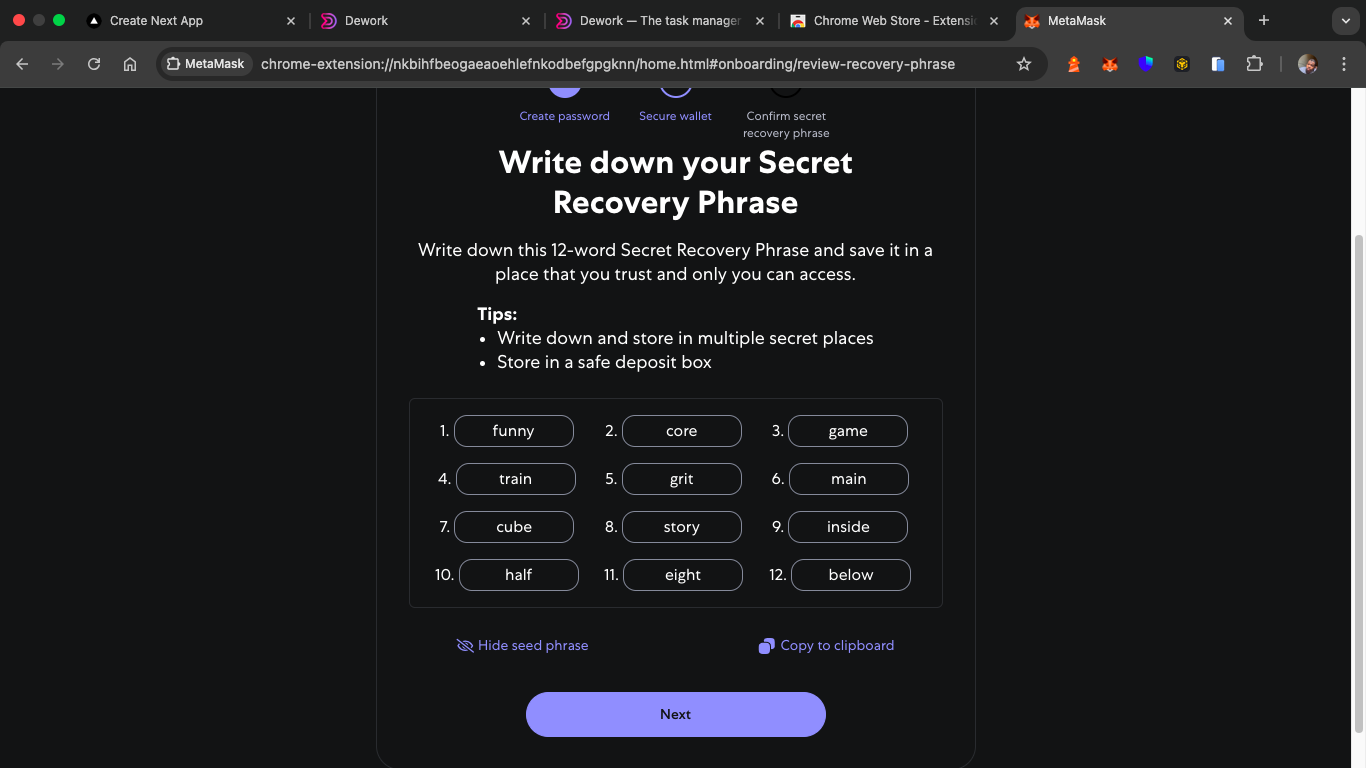 Create Next App
Dework
Dework — The task manager
Chrome Web Store - Extensi
MetaMask
MetaMask
chrome-extension://nkbihfbeogaeaoehlefnkodbefgpgknn/home.html#onboarding/review-recovery-phrase
Create password
Secure wallet
Confirm secret
recovery phrase
Write down your Secret
Recovery Phrase
Write down this 12-word Secret Recovery Phrase and save it in a
place that you trust and only you can access.
Tips:
• Write down and store in multiple secret places
• Store in a safe deposit box
1. funny 2. core 3. game
4. train 5. grit 6. main
7. cube 8. story 9. inside
10. half 11. eight 12. below
Hide seed phrase
Copy to clipboard
Next